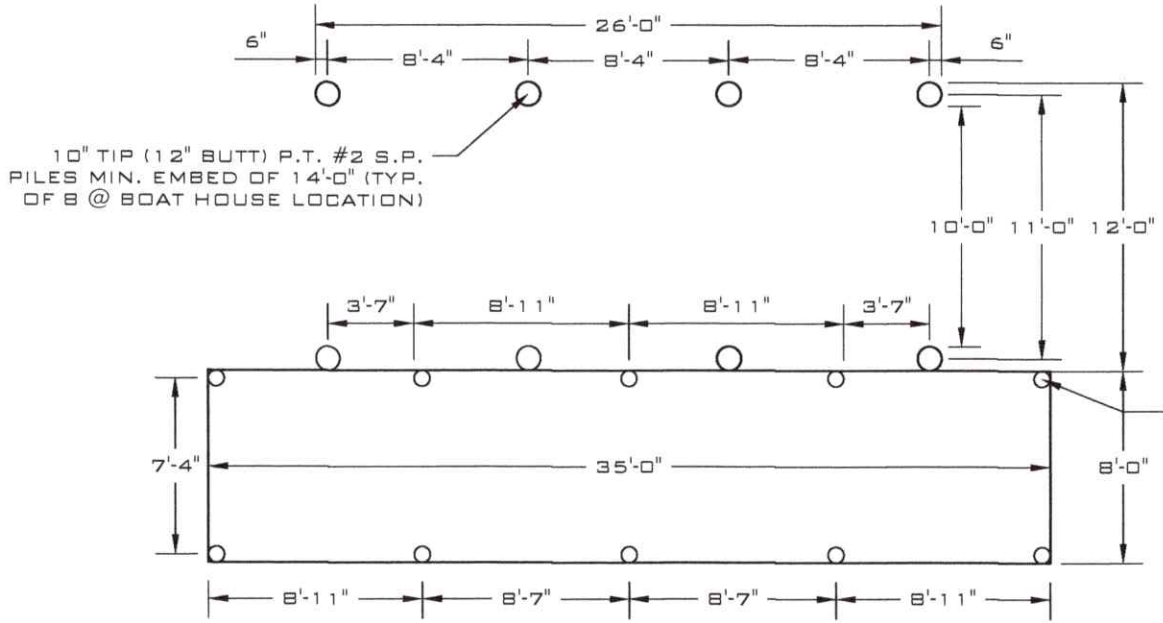 26'-0"
6" 8'-4" 8'-4" 8'-4" 6"
10" TIP (12" BUTT) P.T. #2 S.P.
PILES MIN. EMBED OF 14'-0" (TYP.
OF 8 @ BOAT HOUSE LOCATION)
10'-0" 11'-0" 12'-0"
3'-7" 8'-11" 8'-11" 3'-7"
7'-4" 35'-0" 8'-0"
8'-11" 8'-7" 8'-7" 8'-11"